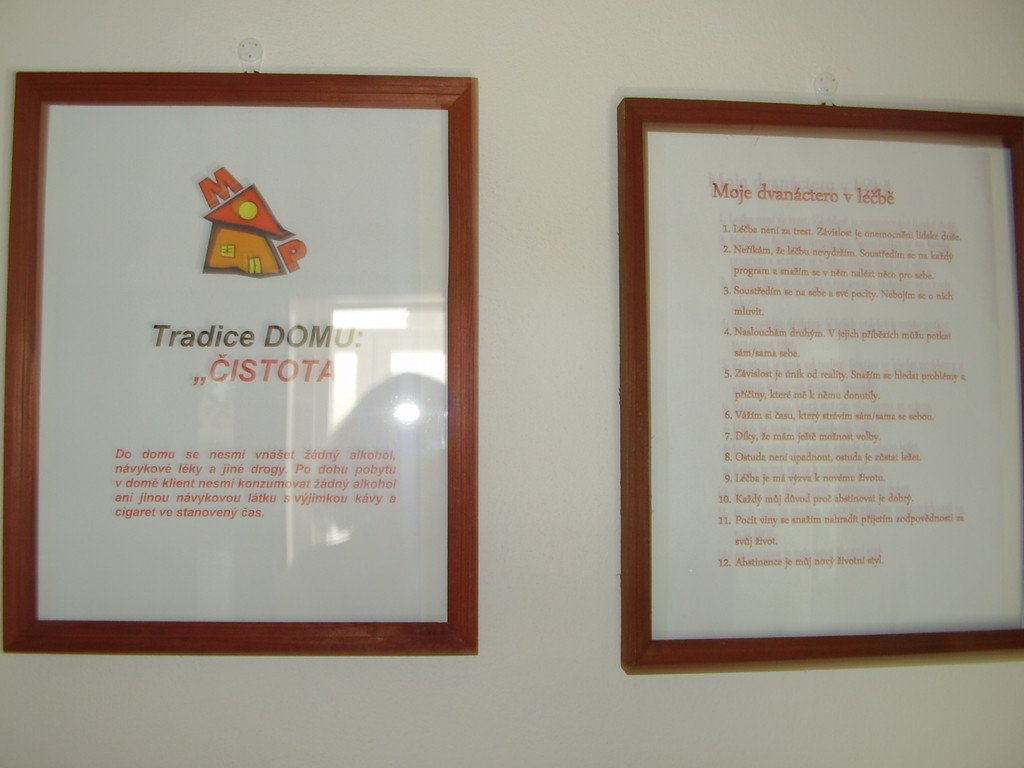 M
P
Tradice DOMU:
„ČISTOTA
Do domu se nesmí vnášet žádný alkohol,
návykové léky a jiné drogy. Po dobu pobytu
v domě klient nesmí konzumovat žádný alkohol
ani jinou návykovou látku s výjimkou kávy a
cigaret ve stanovený čas.
Moje dvanáctero v léčbě
1. Léčba není za trest. Závislost je onemocnění lidské duše.
2. Neříkám, že léčbu nevydržím. Soustředím se na každý
program a snažím se v něm nalézt něco pro sebe.
3. Soustředím se na sebe a své pocity. Nebojím se o nich
mluvit.
4. Naslouchám druhým. V jejich příbězích můžu potkat
sám/sama sebe.
5. Závislost je únik od reality. Snažím se hledat problémy a
příčiny, které mě k němu donutily.
6. Vážím si času, který strávím sám/sama se sebou.
7. Díky, že mám ještě možnost volby.
8. Ostuda není upadnout, ostuda je zůstat ležet.
9. Léčba je má výzva k novému životu.
10. Každý můj důvod proč abstinovat je dobrý.
11. Pocit viny se snažím nahradit přijetím zodpovědnosti za
svůj život.
12. Abstinence je můj nový životní styl.